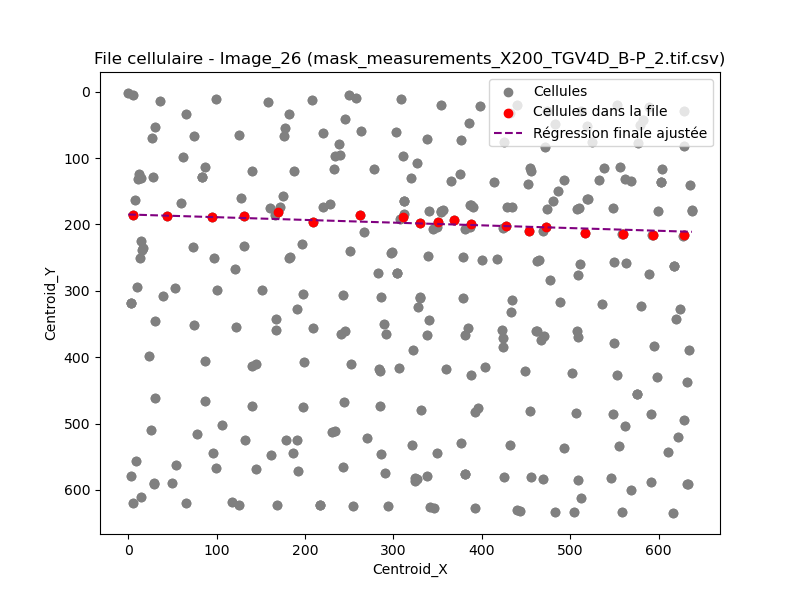 File cellulaire - Image_26 (mask_measurements_X200_TGV4D_B-P_2.tif.csv)
Cellules
Cellules dans la file
Régression finale ajustée
Centroid_Y
0
100
200
300
400
500
600
0 100 200 300 400 500 600
Centroid_X